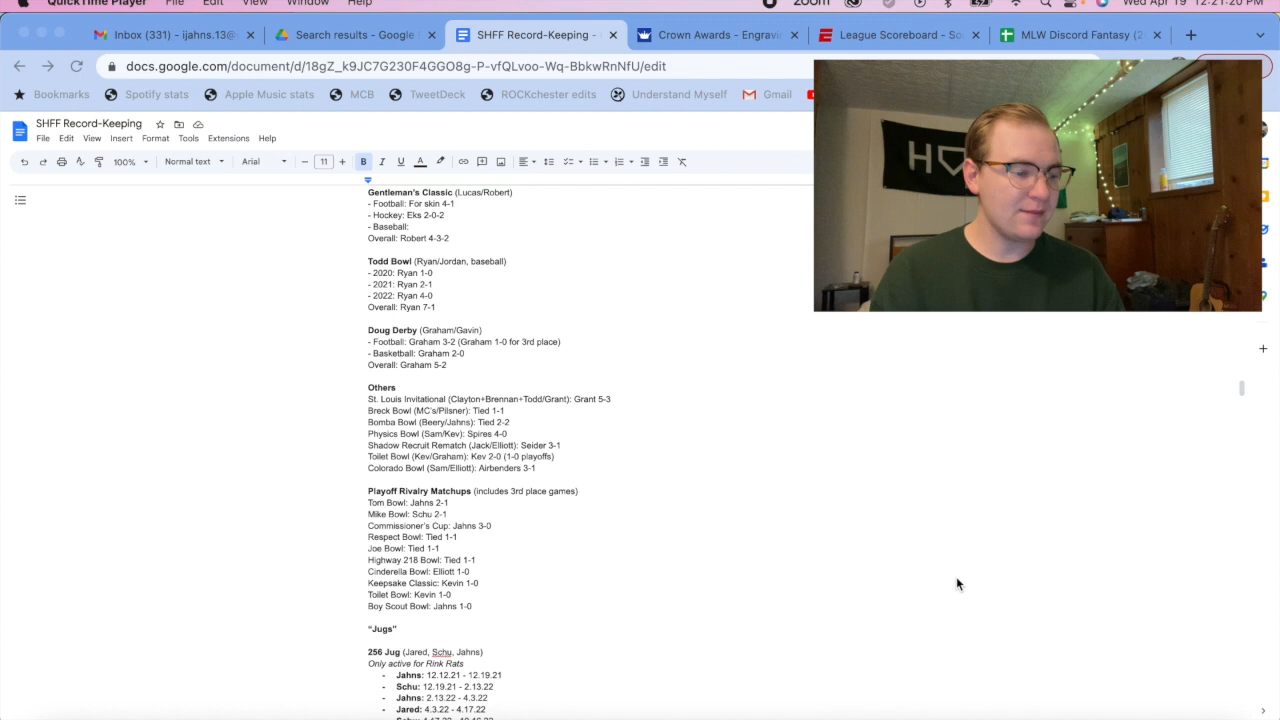 QuickTime Player File Edit View Window Help zoom Wed Apr 19 12:21:20 PM
Inbox (331) - ijahns.13@
Search results - Google
SHFF Record-Keeping -
Crown Awards - Engravi
League Scoreboard - So
MLW Discord Fantasy (2
docs.google.com/document/d/18gZ_k9JC7G230F4GGO8g-P-vfQLvoo-Wq-BbkwRnNfU/edit
Bookmarks Spotify stats Apple Music stats MCB TweetDeck ROCKchester edits Understand Myself Gmail
SHFF Record-Keeping
File Edit View Insert Format Tools Extensions Help
100% Normal text Arial 11 B I U A
Gentleman's Classic (Lucas/Robert)
- Football: For skin 4-1
- Hockey: Eks 2-0-2
- Baseball:
Overall: Robert 4-3-2
Todd Bowl (Ryan/Jordan, baseball)
- 2020: Ryan 1-0
- 2021: Ryan 2-1
- 2022: Ryan 4-0
Overall: Ryan 7-1
Doug Derby (Graham/Gavin)
- Football: Graham 3-2 (Graham 1-0 for 3rd place)
- Basketball: Graham 2-0
Overall: Graham 5-2
Others
St. Louis Invitational (Clayton+Brennan+Todd/Grant): Grant 5-3
Breck Bowl (MC's/Pilsner): Tied 1-1
Bomba Bowl (Beery/Jahns): Tied 2-2
Physics Bowl (Sam/Kev): Spires 4-0
Shadow Recruit Rematch (Jack/Elliott): Seider 3-1
Toilet Bowl (Kev/Graham): Kev 2-0 (1-0 playoffs)
Colorado Bowl (Sam/Elliott): Airbenders 3-1
Playoff Rivalry Matchups (includes 3rd place games)
Tom Bowl: Jahns 2-1
Mike Bowl: Schu 2-1
Commissioner's Cup: Jahns 3-0
Respect Bowl: Tied 1-1
Joe Bowl: Tied 1-1
Highway 218 Bowl: Tied 1-1
Cinderella Bowl: Elliott 1-0
Keepsake Classic: Kevin 1-0
Toilet Bowl: Kevin 1-0
Boy Scout Bowl: Jahns 1-0
“Jugs”
256 Jug (Jared, Schu, Jahns)
Only active for Rink Rats
- Jahns: 12.12.21 - 12.19.21
- Schu: 12.19.21 - 2.13.22
- Jahns: 2.13.22 - 4.3.22
- Jared: 4.3.22 - 4.17.22